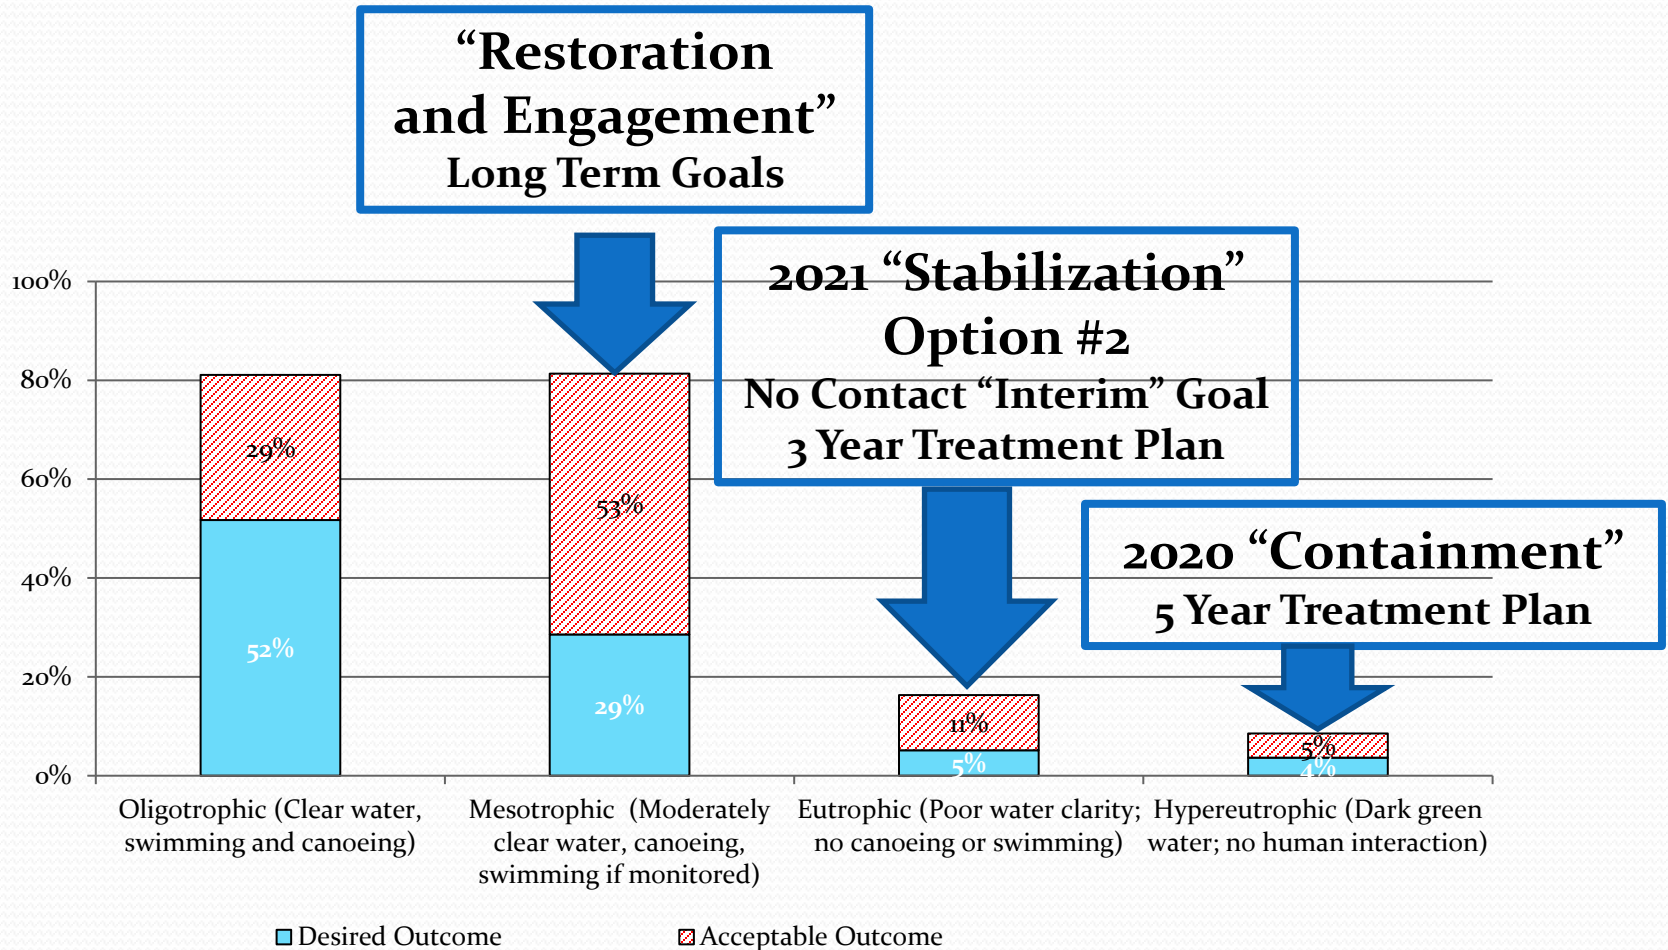 “Restoration
and Engagement”
Long Term Goals
2021 “Stabilization”
Option #2
No Contact “Interim” Goal
3 Year Treatment Plan
2020 “Containment”
5 Year Treatment Plan
100%
80%
60%
40%
20%
0%
29%
52%
53%
29%
11%
5%
5%
4%
Oligotrophic (Clear water,
swimming and canoeing)
Mesotrophic (Moderately
clear water, canoeing,
swimming if monitored)
Eutrophic (Poor water clarity;
no canoeing or swimming)
Hypereutrophic (Dark green
water; no human interaction)
Desired Outcome
Acceptable Outcome